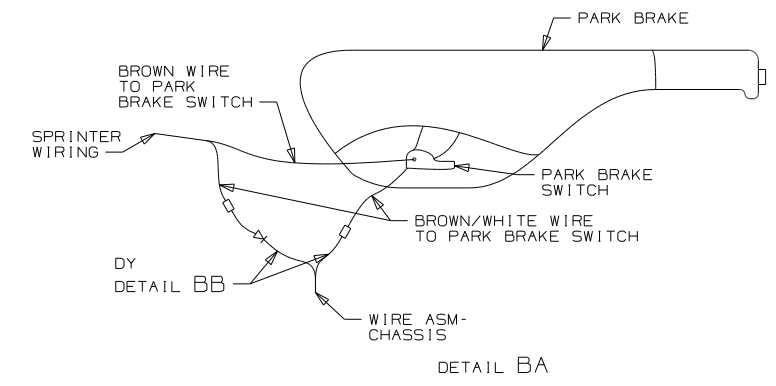 PARK BRAKE
BROWN WIRE
TO PARK
BRAKE SWITCH
SPRINTER
WIRING
PARK BRAKE
SWITCH
BROWN/WHITE WIRE
TO PARK BRAKE SWITCH
DY
DETAIL BB
WIRE ASM-
CHASSIS
DETAIL BA